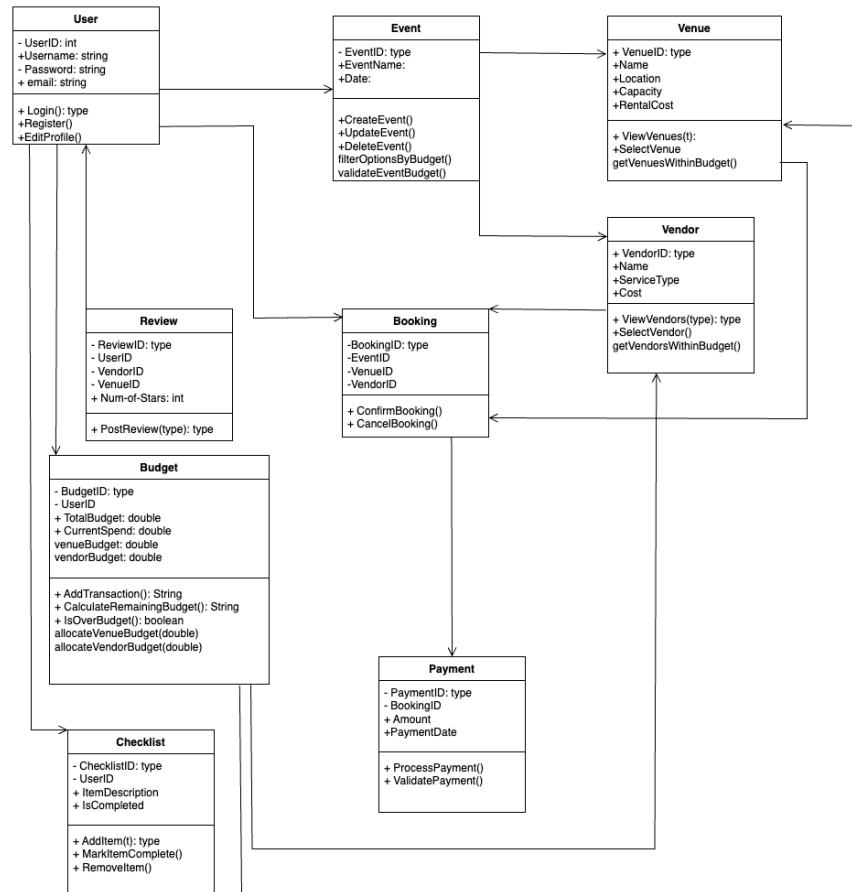 User
- UserID: int
+Username: string
- Password: string
+ email: string
+ Login(): type
+Register()
+EditProfile()
Event
- EventID: type
+EventName:
+Date:
+CreateEvent()
+UpdateEvent()
+DeleteEvent()
filterOptionsByBudget()
validateEventBudget()
Venue
+ VenueID: type
+Name
+Location
+Capacity
+RentalCost
+ ViewVenues(t):
+SelectVenue
getVenuesWithinBudget()
Vendor
+ VendorID: type
+Name
+ServiceType
+Cost
+ ViewVendors(type): type
+SelectVendor()
getVendorsWithinBudget()
Review
- ReviewID: type
- UserID
- VendorID
- VenueID
+ Num-of-Stars: int
+ PostReview(type): type
Booking
-BookingID: type
-EventID
-VenueID
-VendorID
+ ConfirmBooking()
+ CancelBooking()
Budget
- BudgetID: type
- UserID
+ TotalBudget: double
+ CurrentSpend: double
venueBudget: double
vendorBudget: double
+ AddTransaction(): String
+ CalculateRemainingBudget(): String
+ IsOverBudget(): boolean
allocateVenueBudget(double)
allocateVendorBudget(double)
Payment
- PaymentID: type
- BookingID
+ Amount
+PaymentDate
+ ProcessPayment()
+ ValidatePayment()
Checklist
- ChecklistID: type
- UserID
+ ItemDescription
+ IsCompleted
+ AddItem(t): type
+ MarkItemComplete()
+ RemoveItem()